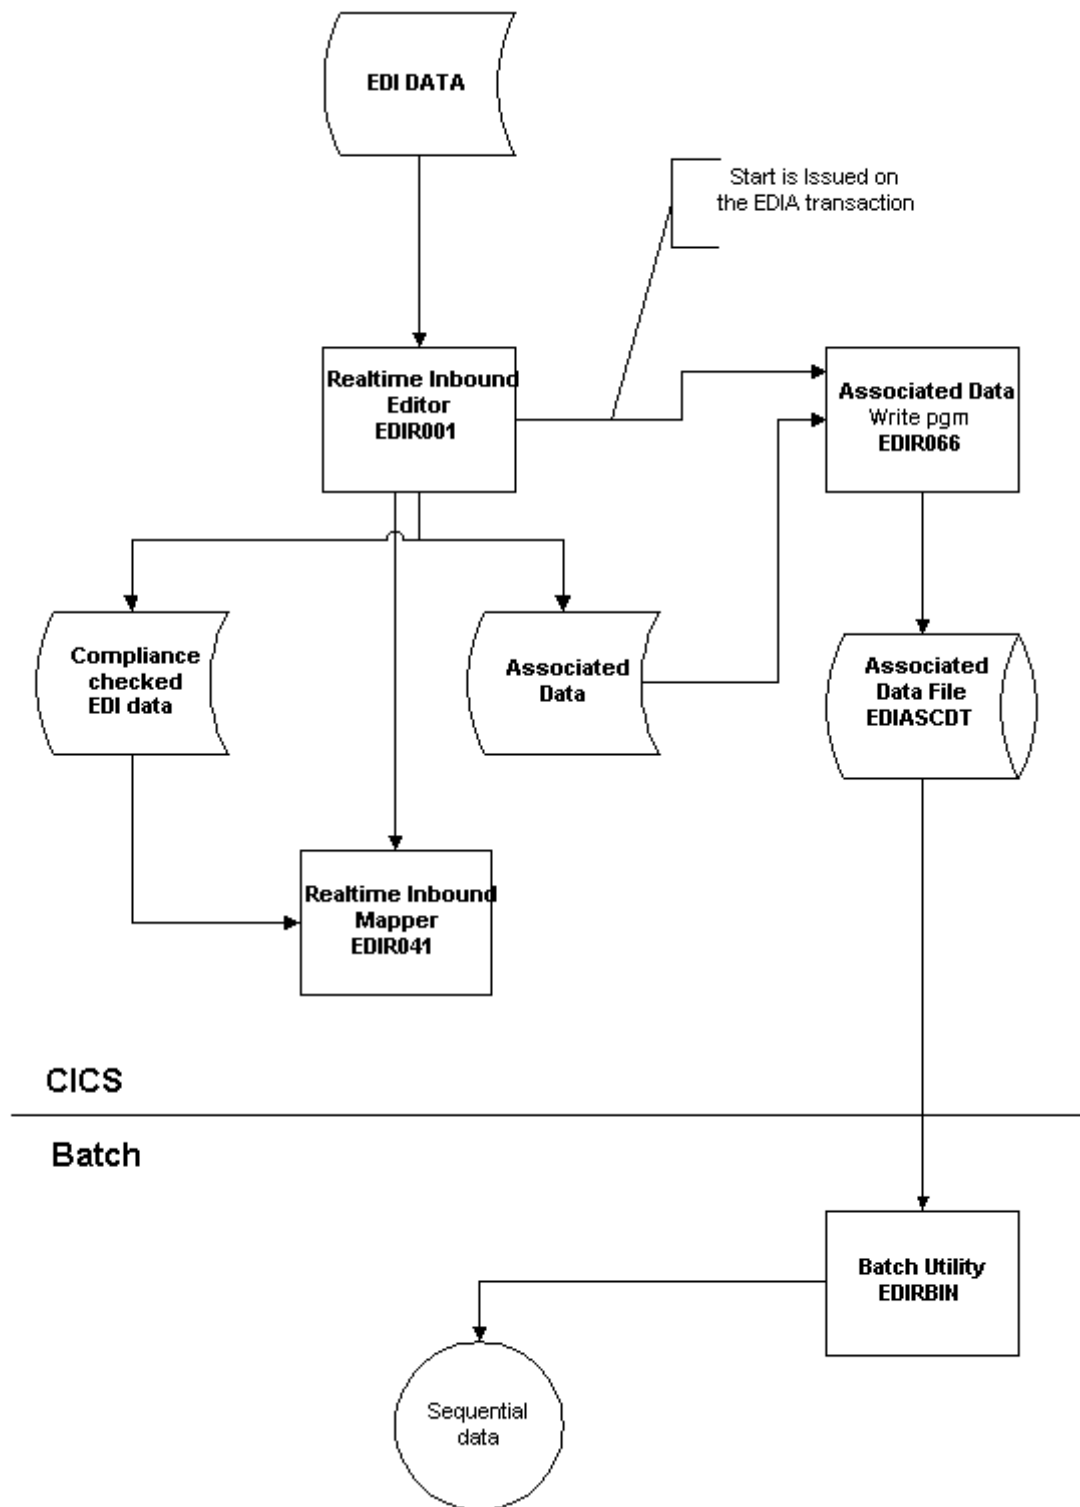 EDI DATA
Start is Issued on
the EDIA transaction
Realtime Inbound
Editor
EDIR001
Associated Data
Write pgm
EDIR066
Compliance
checked
EDI data
Associated
Data
Associated
Data File
EDIASCDT
Realtime Inbound
Mapper
EDIR041
CICS
Batch
Batch Utility
EDIRBIN
Sequential
data